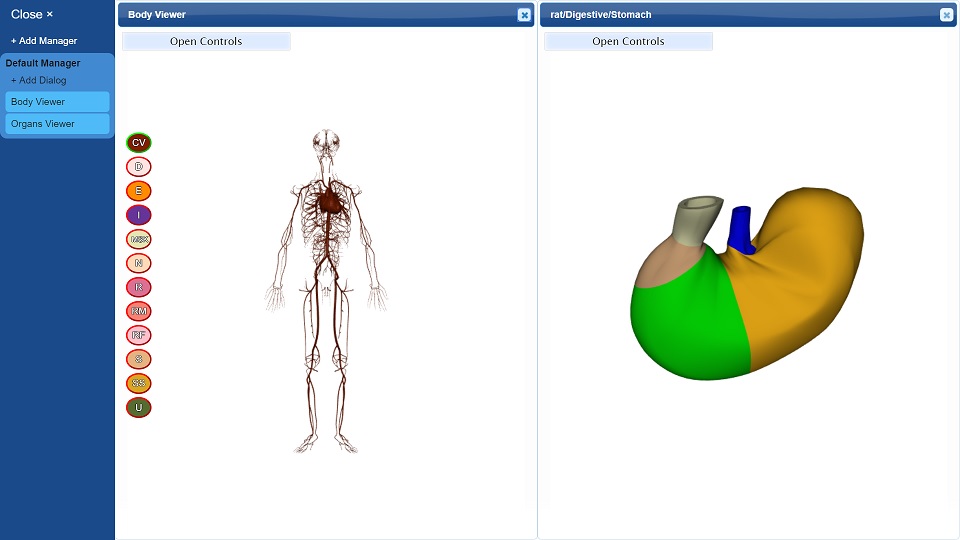 Close ×
+ Add Manager
Default Manager
+ Add Dialog
Body Viewer
Organs Viewer
Body Viewer
Open Controls
CV
D
E
I
N
R
RM
RF
S
SS
U
rat/Digestive/Stomach
Open Controls